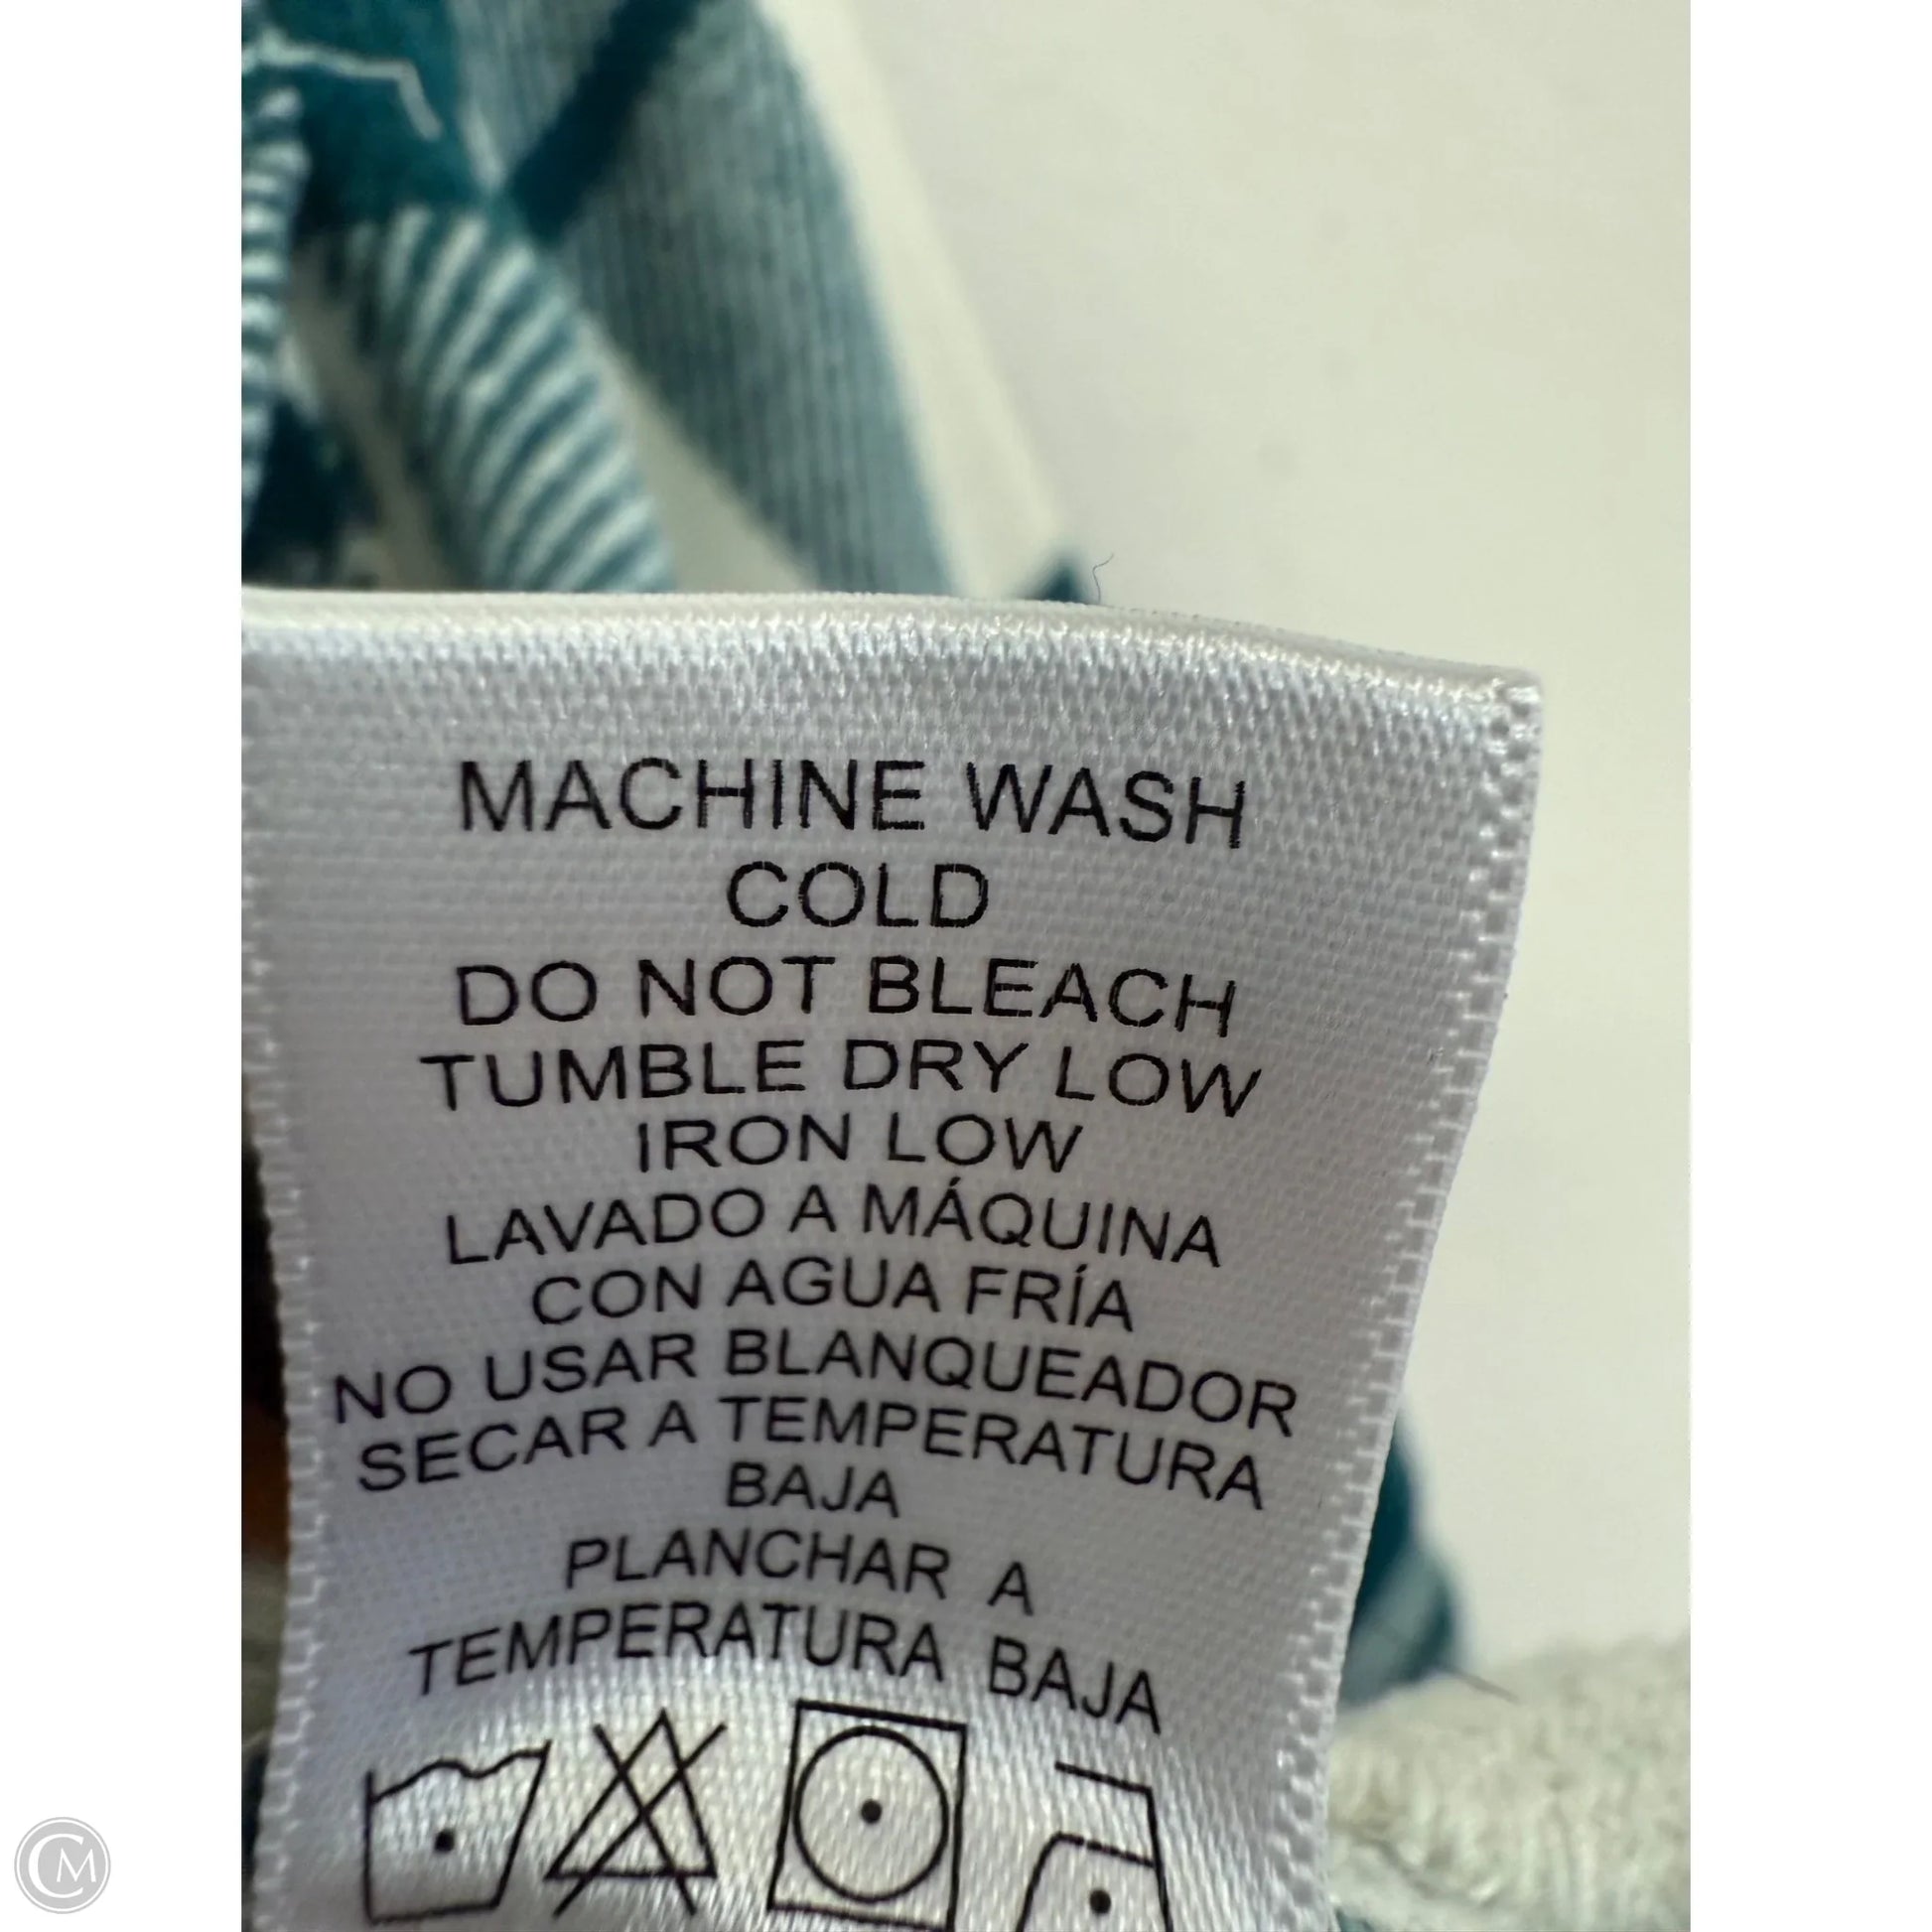 MACHINE WASH
COLD
DO NOT BLEACH
TUMBLE DRY LOW
IRON LOW
LAVADO A MÁQUINA
CON AGUA FRÍA
NO USAR BLANQUEADOR
SECAR A TEMPERATURA
BAJA
PLANCHAR A
TEMPERATURA BAJA
CM